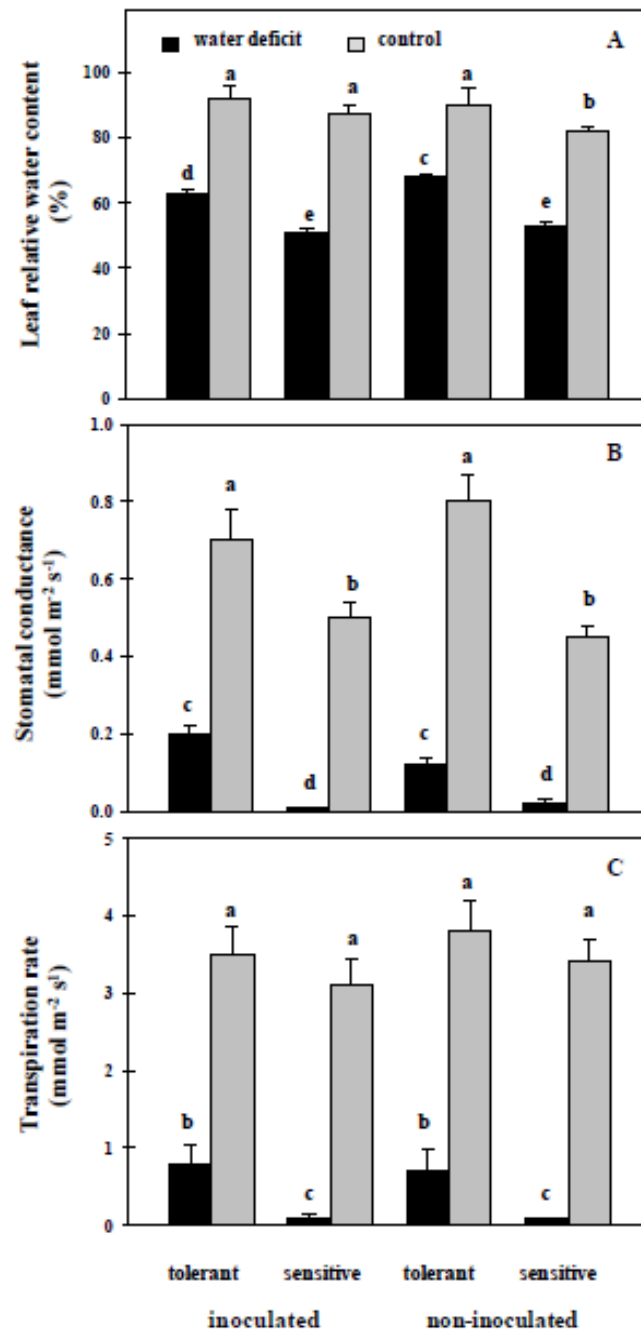 water deficit control A
Leaf relative water content
(%)
100
80
60
40
20
0
d a e a c a e b
B
Stomatal conductance
(mmol m⁻² s⁻¹)
1.0
0.8
0.6
0.4
0.2
0.0
c a d b c a d b
C
Transpiration rate
(mmol m⁻² s¹)
5
4
3
2
1
0
b a c a b a c a
tolerant sensitive tolerant sensitive
inoculated non-inoculated